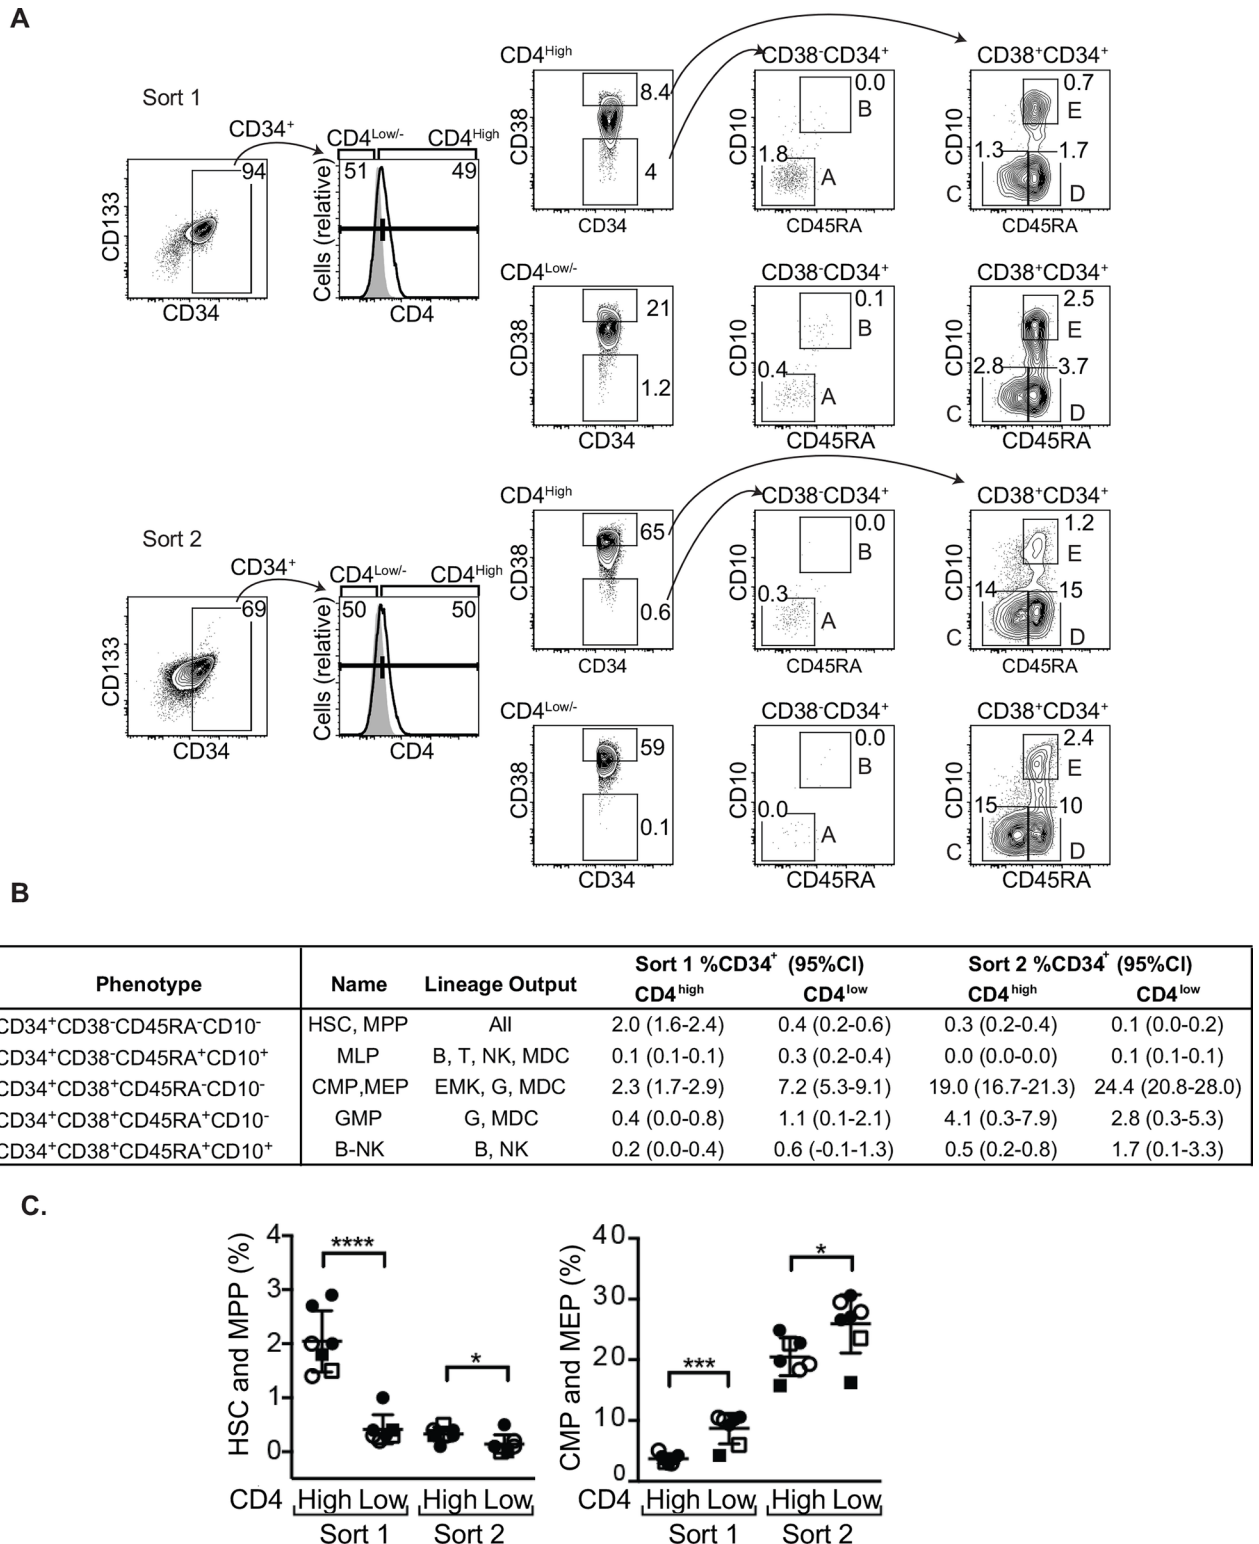 A
Sort 1
CD34+
94
CD133
CD34
CD4Low/- CD4High
51 49
Cells (relative)
CD4
CD4High
8.4
4
CD38
CD34
CD38-CD34+
0.0
B
1.8
A
CD10
CD45RA
CD38+CD34+
0.7
E
1.3 1.7
C D
CD10
CD45RA
CD4Low/-
21
1.2
CD38
CD34
CD38-CD34+
0.1
B
0.4
A
CD10
CD45RA
CD38+CD34+
2.5
E
2.8 3.7
C D
CD10
CD45RA
Sort 2
CD34+
69
CD133
CD34
CD4Low/- CD4High
50 50
Cells (relative)
CD4
CD4High
65
0.6
CD38
CD34
CD38-CD34+
0.0
B
0.3
A
CD10
CD45RA
CD38+CD34+
1.2
E
14 15
C D
CD10
CD45RA
CD4Low/-
59
0.1
CD38
CD34
CD38-CD34+
0.0
B
0.0
A
CD10
CD45RA
CD38+CD34+
2.4
E
15 10
C D
CD10
CD45RA
B
Sort 1 %CD34+ (95%CI) Sort 2 %CD34+ (95%CI)
Phenotype Name Lineage Output CD4high CD4low CD4high CD4low
CD34+CD38-CD45RA-CD10- HSC, MPP All 2.0 (1.6-2.4) 0.4 (0.2-0.6) 0.3 (0.2-0.4) 0.1 (0.0-0.2)
CD34+CD38-CD45RA+CD10+ MLP B, T, NK, MDC 0.1 (0.1-0.1) 0.3 (0.2-0.4) 0.0 (0.0-0.0) 0.1 (0.1-0.1)
CD34+CD38+CD45RA-CD10- CMP,MEP EMK, G, MDC 2.3 (1.7-2.9) 7.2 (5.3-9.1) 19.0 (16.7-21.3) 24.4 (20.8-28.0)
CD34+CD38+CD45RA+CD10- GMP G, MDC 0.4 (0.0-0.8) 1.1 (0.1-2.1) 4.1 (0.3-7.9) 2.8 (0.3-5.3)
CD34+CD38+CD45RA+CD10+ B-NK B, NK 0.2 (0.0-0.4) 0.6 (-0.1-1.3) 0.5 (0.2-0.8) 1.7 (0.1-3.3)
C.
HSC and MPP (%)
4
3
2
1
0
****
*
CD4 High Low High Low
Sort 1 Sort 2
CMP and MEP (%)
40
30
20
10
0
***
*
CD4 High Low High Low
Sort 1 Sort 2